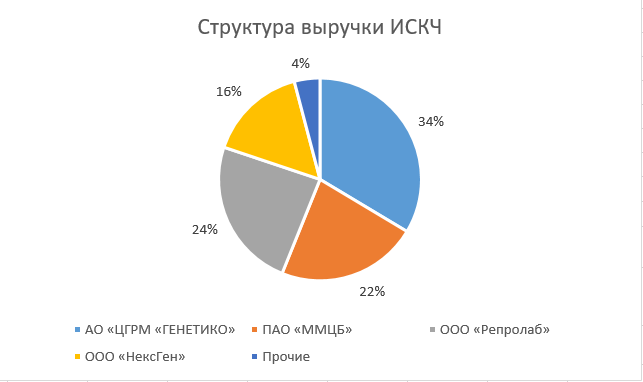 Структура выручки ИСКЧ
4%
16%
34%
24%
22%
АО «ЦГРМ «ГЕНЕТИКО»
ПАО «ММЦБ»
ООО «Репролаб»
ООО «НексГен»
Прочие